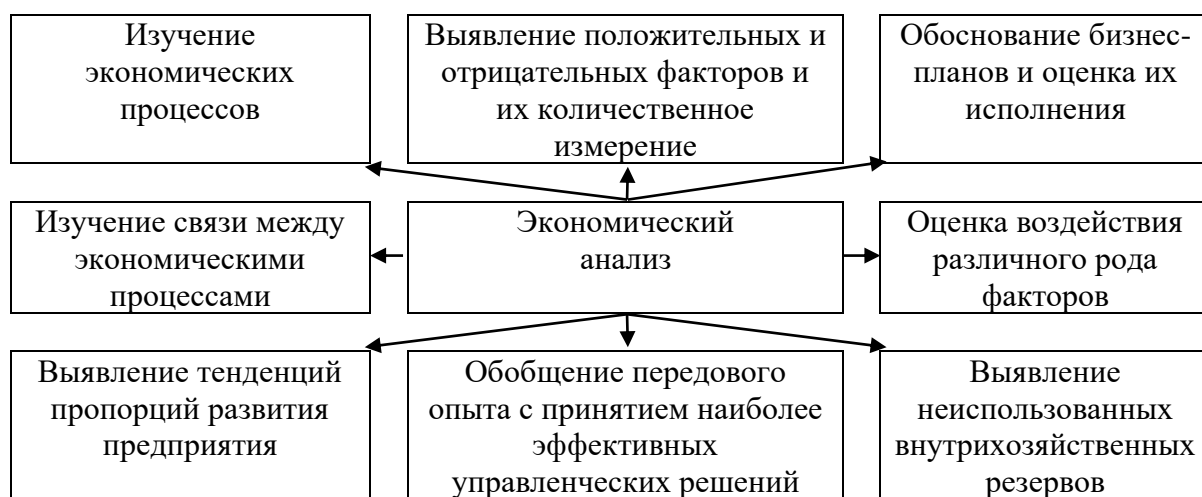 Изучение
экономических
процессов
Выявление положительных и
отрицательных факторов и
их количественное
измерение
Обоснование бизнес-
планов и оценка их
исполнения
Изучение связи между
экономическими
процессами
Экономический
анализ
Оценка воздействия
различного рода
факторов
Выявление тенденций
пропорций развития
предприятия
Обобщение передового
опыта с принятием наиболее
эффективных
управленческих решений
Выявление
неиспользованных
внутрихозяйственных
резервов